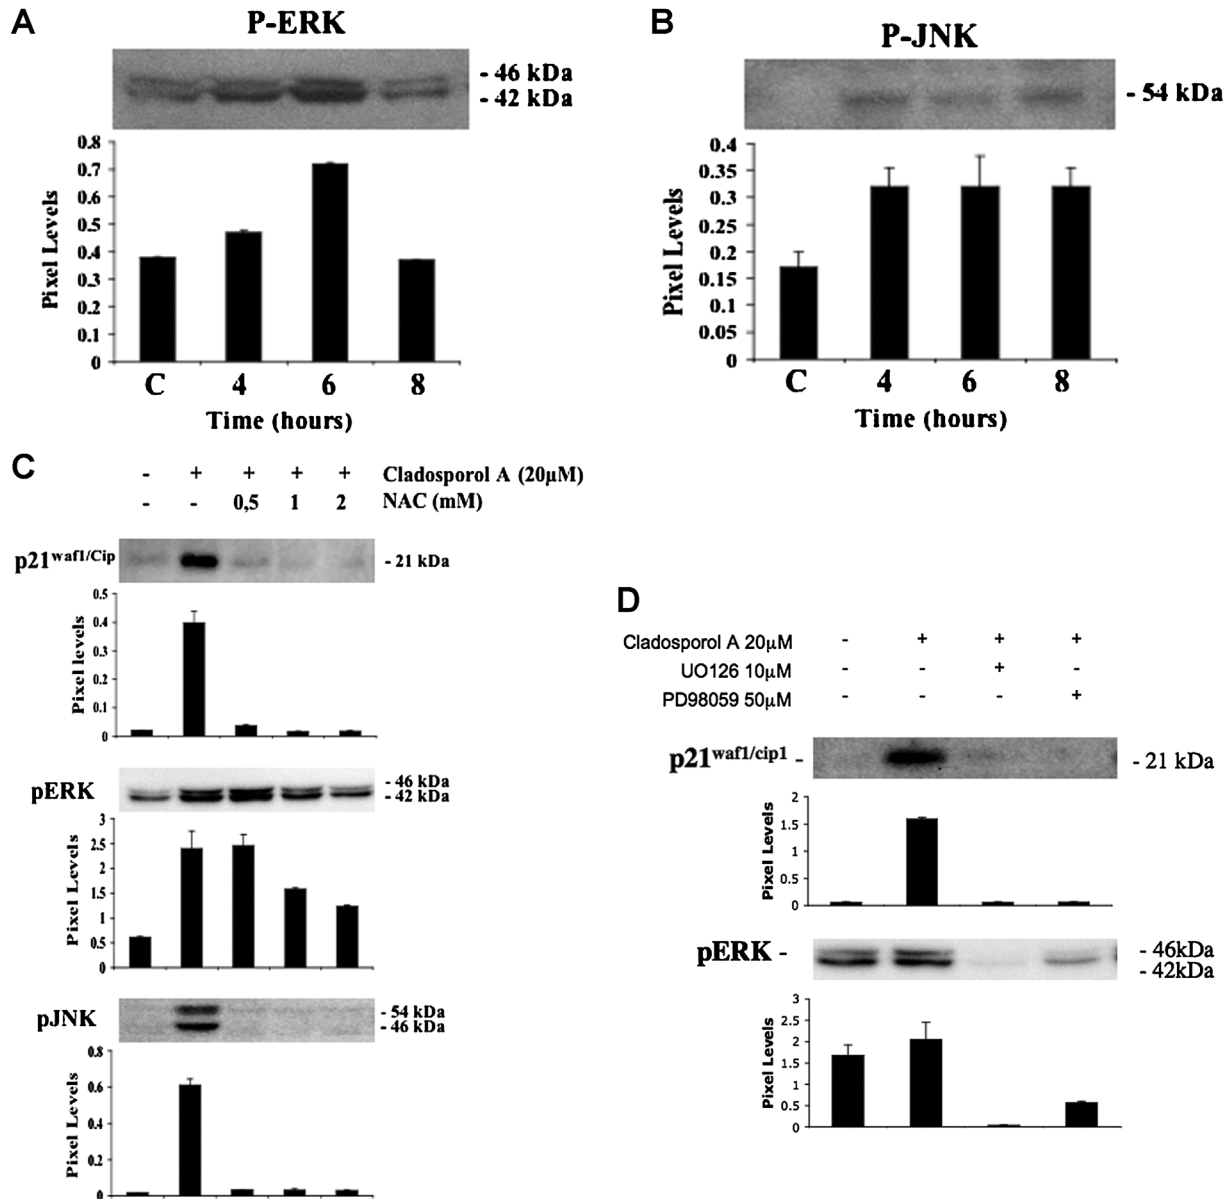 A
P-ERK
- 46 kDa
- 42 kDa
0.8
0.7
0.6
0.5
0.4
0.3
0.2
0.1
0
Pixel Levels
C 4 6 8
Time (hours)
B
P-JNK
- 54 kDa
0.4
0.35
0.3
0.25
0.2
0.15
0.1
0.05
0
Pixel Levels
C 4 6 8
Time (hours)
C
- + + + + Cladosporol A (20µM)
- - 0,5 1 2 NAC (mM)
p21waf1/Cip
- 21 kDa
0.5
0.4
0.3
0.2
0.1
0
Pixel levels
pERK
- 46 kDa
- 42 kDa
3
2.5
2
1.5
1
0.5
0
Pixel Levels
pJNK
- 54 kDa
- 46 kDa
0.8
0.6
0.4
0.2
0
Pixel Levels
D
Cladosporol A 20µM - + + +
UO126 10µM - - + -
PD98059 50µM - - - +
p21waf1/cip1 -
- 21 kDa
2
1.5
1
0.5
0
Pixel Levels
pERK -
- 46kDa
- 42kDa
3
2.5
2
1.5
1
0.5
0
Pixel Levels